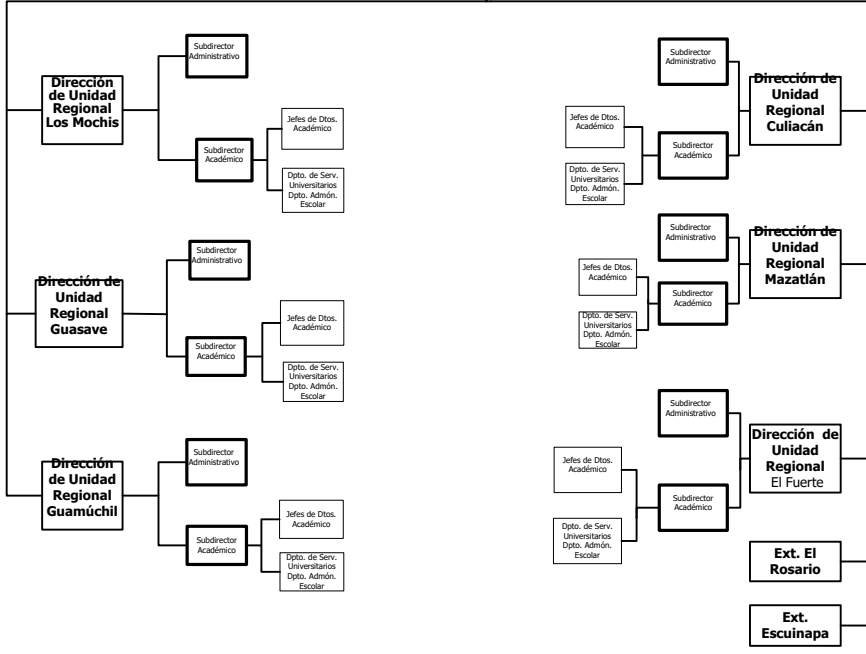 Subdirector
Administrativo
Dirección
de Unidad
Regional
Los Mochis
Subdirector
Académico
Jefes de Dtos.
Académico
Dpto. de Serv.
Universitarios
Dpto. Admón.
Escolar
Subdirector
Administrativo
Dirección de
Unidad
Regional
Guasave
Subdirector
Académico
Jefes de Dtos.
Académico
Dpto. de Serv.
Universitarios
Dpto. Admón.
Escolar
Subdirector
Administrativo
Dirección
de Unidad
Regional
Guamúchil
Subdirector
Académico
Jefes de Dtos.
Académico
Dpto. de Serv.
Universitarios
Dpto. Admón.
Escolar
Subdirector
Administrativo
Dirección de
Unidad
Regional
Culiacán
Jefes de Dtos.
Académico
Subdirector
Académico
Dpto. de Serv.
Universitarios
Dpto. Admón.
Escolar
Subdirector
Administrativo
Dirección de
Unidad
Regional
Mazatlán
Jefes de Dtos.
Académico
Subdirector
Académico
Dpto. de Serv.
Universitarios
Dpto. Admón.
Escolar
Subdirector
Administrativo
Dirección de
Unidad
Regional
El Fuerte
Jefes de Dtos.
Académico
Subdirector
Académico
Dpto. de Serv.
Universitarios
Dpto. Admón.
Escolar
Ext. El
Rosario
Ext.
Escuinapa